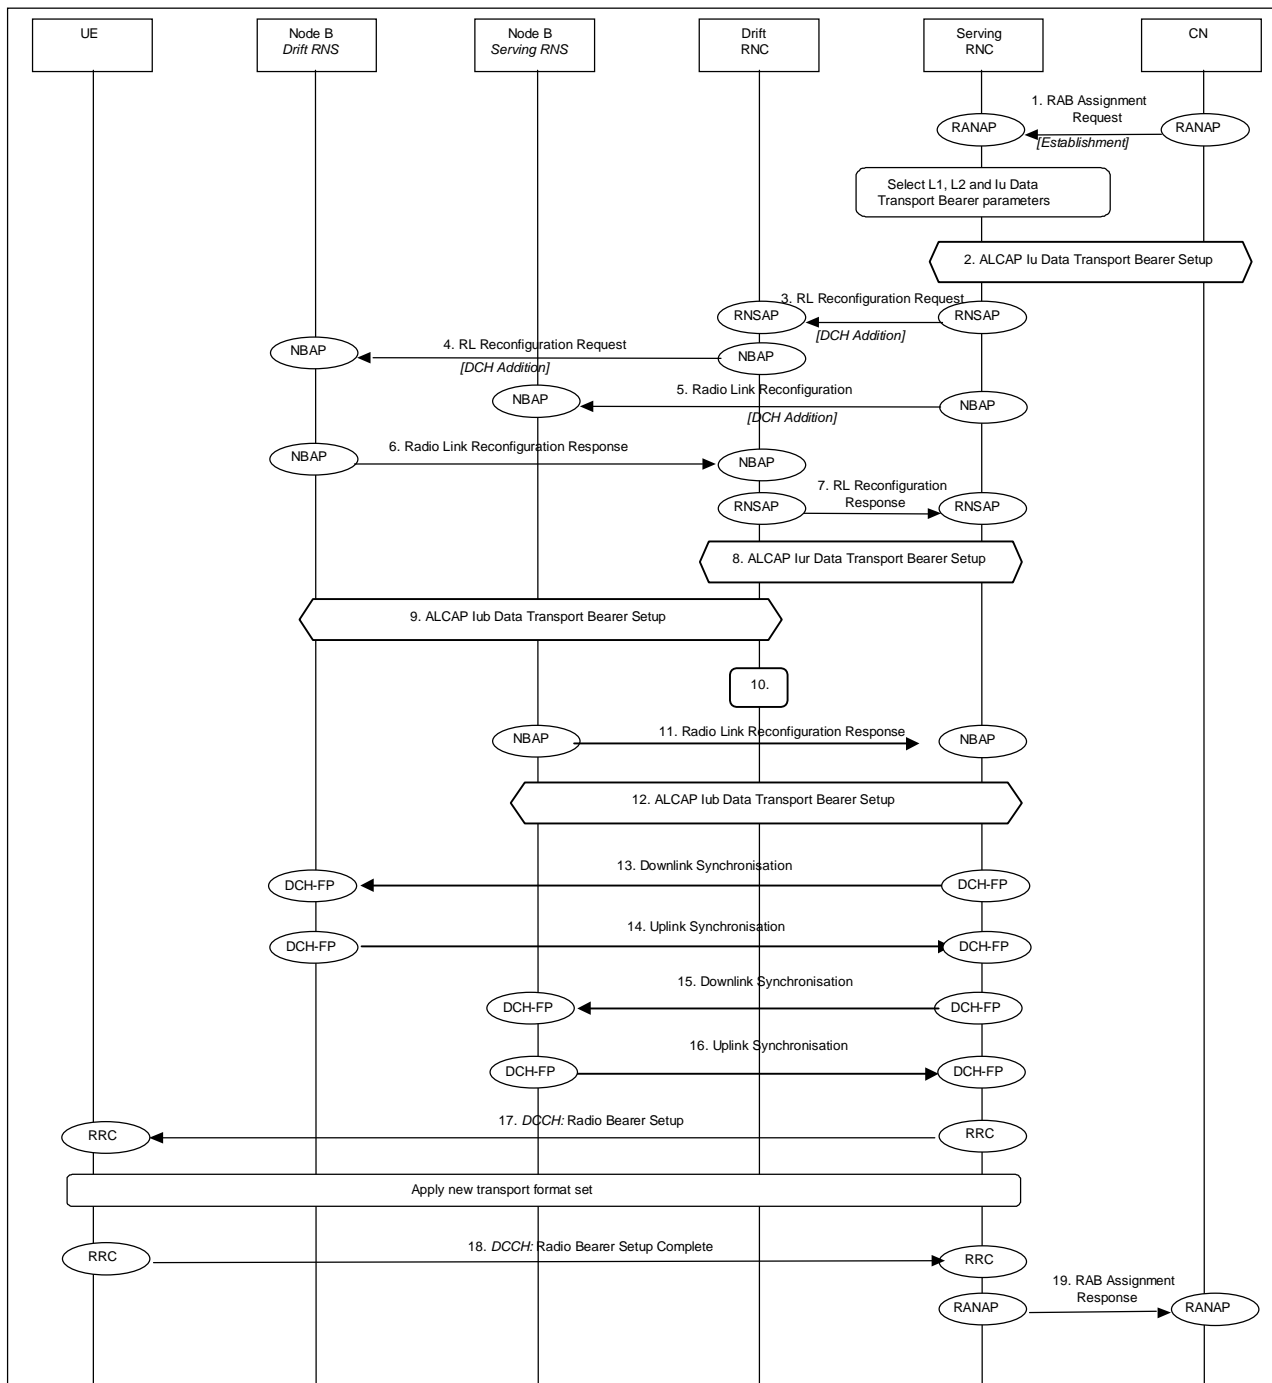 UE
Node B
Drift RNS
Node B
Serving RNS
Drift
RNC
Serving
RNC
CN
1. RAB Assignment
Request
RANAP
RANAP
[Establishment]
Select L1, L2 and Iu Data
Transport Bearer parameters
2. ALCAP Iu Data Transport Bearer Setup
3. RL Reconfiguration Request
RNSAP
RNSAP
[DCH Addition]
4. RL Reconfiguration Request
NBAP
NBAP
[DCH Addition]
5. Radio Link Reconfiguration
NBAP
NBAP
[DCH Addition]
6. Radio Link Reconfiguration Response
NBAP
NBAP
7. RL Reconfiguration
Response
RNSAP
RNSAP
8. ALCAP Iur Data Transport Bearer Setup
9. ALCAP Iub Data Transport Bearer Setup
10.
11. Radio Link Reconfiguration Response
NBAP
NBAP
12. ALCAP Iub Data Transport Bearer Setup
13. Downlink Synchronisation
DCH-FP
DCH-FP
14. Uplink Synchronisation
DCH-FP
DCH-FP
15. Downlink Synchronisation
DCH-FP
DCH-FP
16. Uplink Synchronisation
DCH-FP
DCH-FP
17. DCCH: Radio Bearer Setup
RRC
RRC
Apply new transport format set
18. DCCH: Radio Bearer Setup Complete
RRC
RRC
19. RAB Assignment
Response
RANAP
RANAP